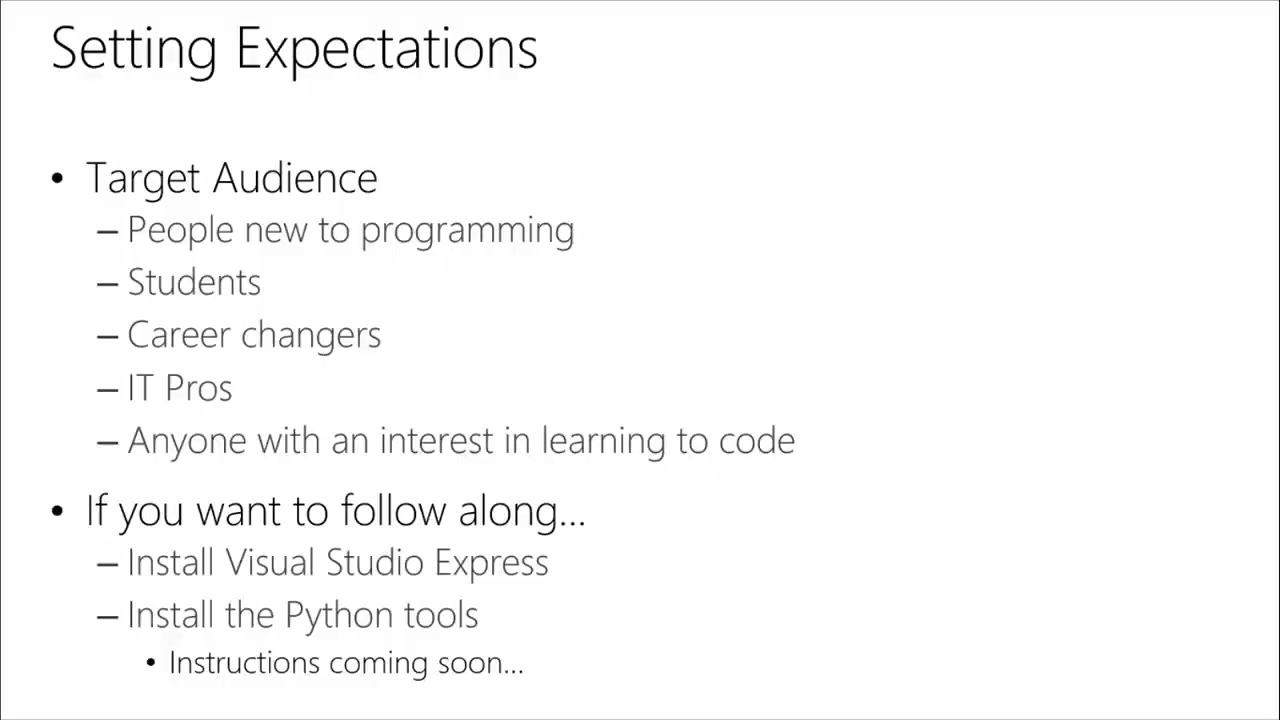 Setting Expectations
• Target Audience
– People new to programming
– Students
– Career changers
– IT Pros
– Anyone with an interest in learning to code
• If you want to follow along...
– Install Visual Studio Express
– Install the Python tools
• Instructions coming soon...